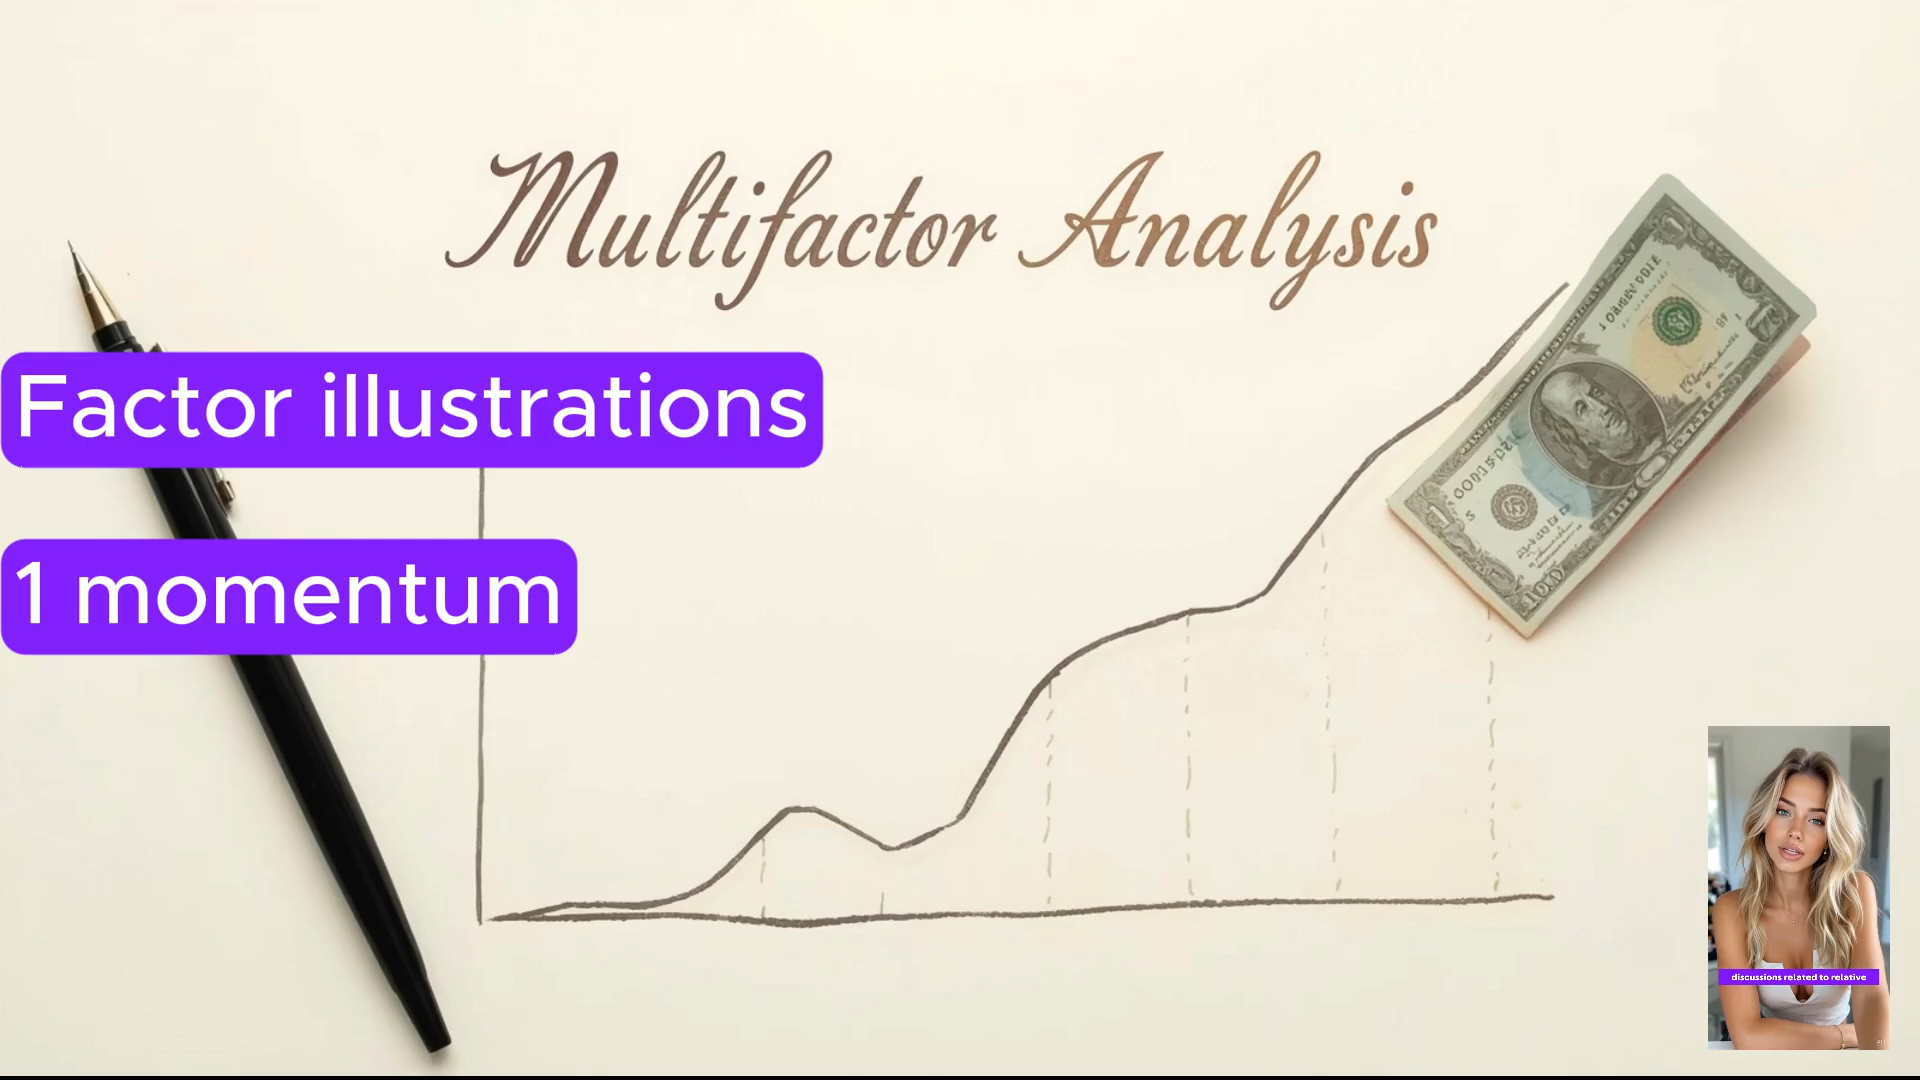 Multifactor Analysis
Factor illustrations
1 momentum
discussions related to relative